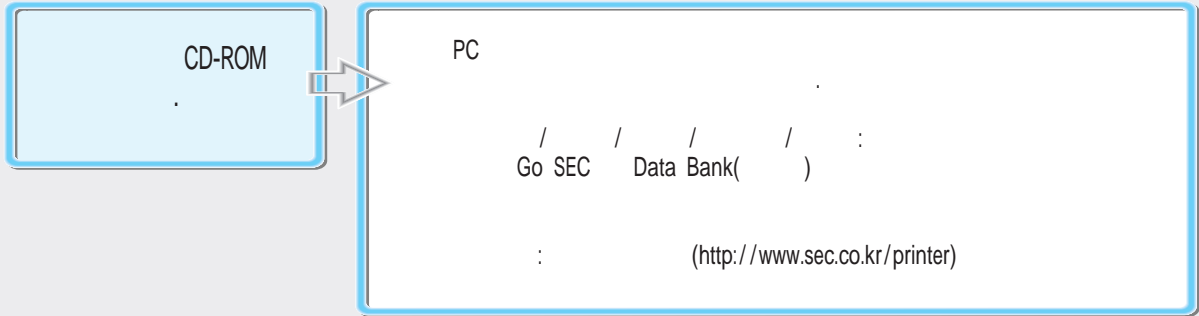 CD-ROM
.
PC
.
/ / / / :
Go SEC Data Bank( )
: (http://www.sec.co.kr/printer)